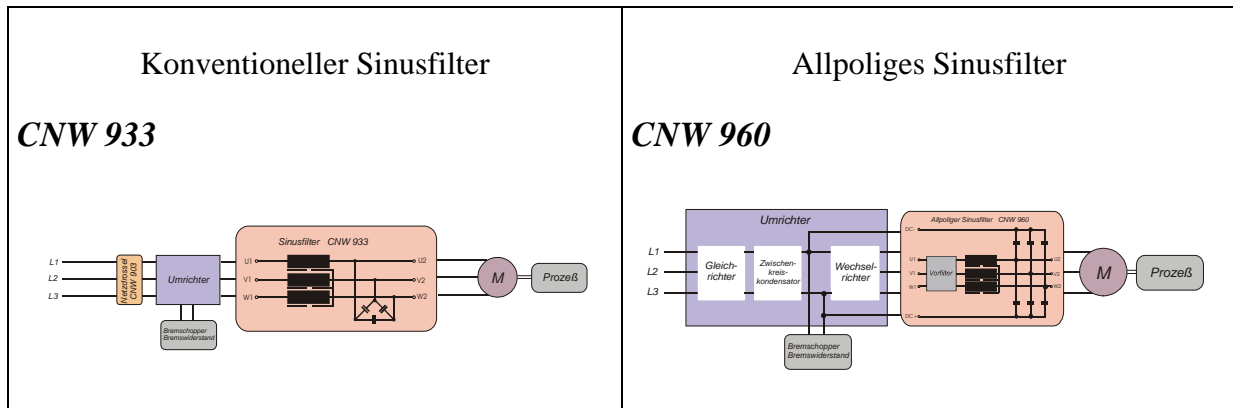 Konventioneller Sinusfilter
CNW 933
Sinusfilter CNW 933
L1
L2
L3
Netzdrossel
CNW 903
Umrichter
U1
V1
W1
U2
V2
W2
M
Prozeß
Bremschopper
Bremswiderstand
Allpoliges Sinusfilter
CNW 960
Umrichter
Allpoliger Sinusfilter CNW 960
L1
L2
L3
Gleich-
richter
Zwischen-
kreis-
kondensator
Wechsel-
richter
DC-
U1
V1
W1
DC+
Vorfilter
U2
V2
W2
M
Prozeß
Bremschopper
Bremswiderstand